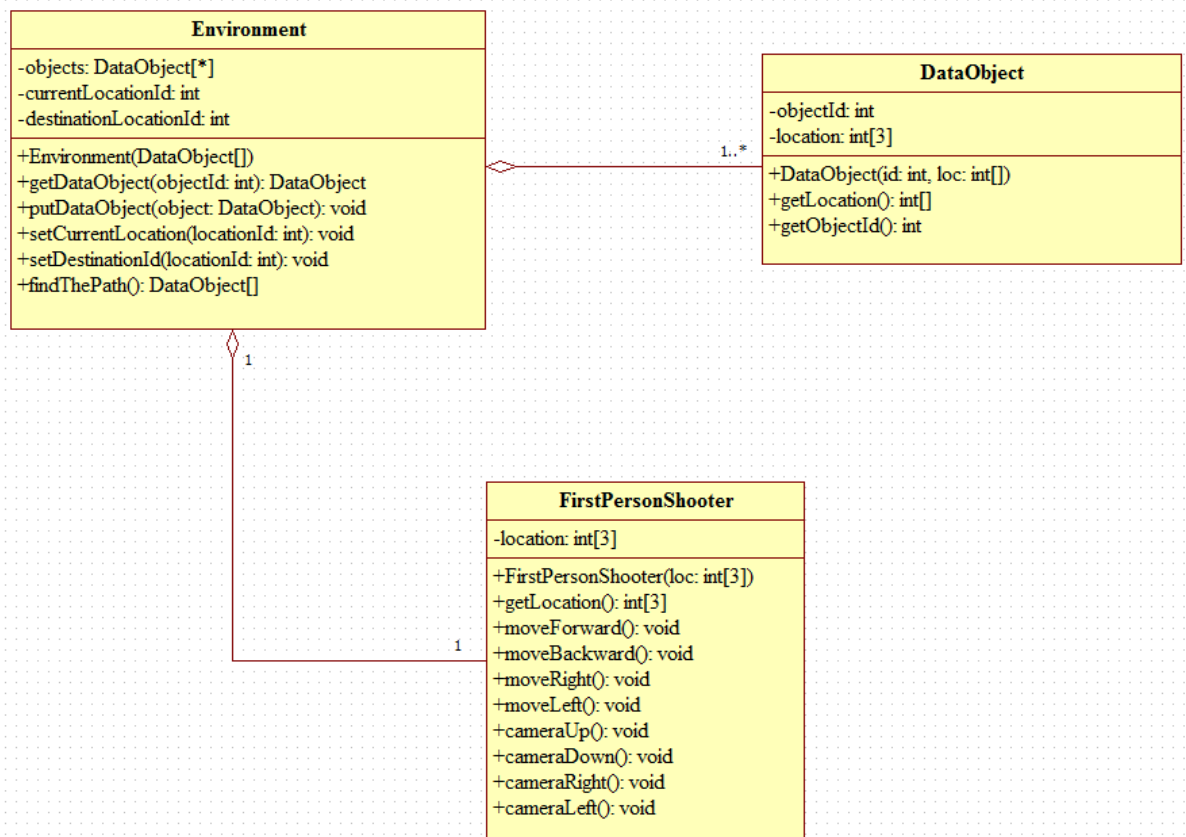 Environment
-objects: DataObject[*]
-currentLocationId: int
-destinationLocationId: int
+Environment(DataObject[])
+getDataObject(objectId: int): DataObject
+putDataObject(object: DataObject): void
+setCurrentLocation(locationId: int): void
+setDestinationId(locationId: int): void
+findThePath(): DataObject[]
1..*
DataObject
-objectId: int
-location: int[3]
+DataObject(id: int, loc: int[])
+getLocation(): int[]
+getObjectId(): int
1
1
FirstPersonShooter
-location: int[3]
+FirstPersonShooter(loc: int[3])
+getLocation(): int[3]
+moveForward(): void
+moveBackward(): void
+moveRight(): void
+moveLeft(): void
+cameraUp(): void
+cameraDown(): void
+cameraRight(): void
+cameraLeft(): void